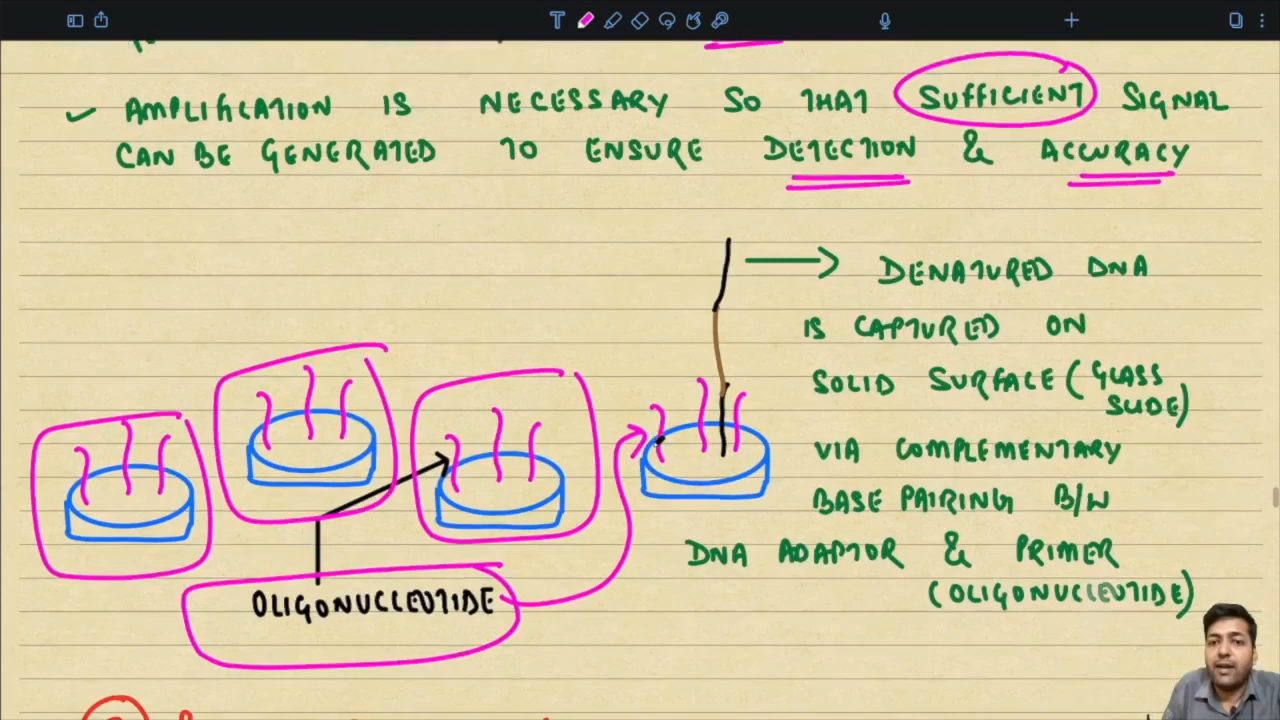 AMPLIFICATION IS NECESSARY SO THAT SUFFICIENT SIGNAL
CAN BE GENERATED TO ENSURE DETECTION & ACCURACY
DENATURED DNA
IS CAPTURED ON
SOLID SURFACE (GLASS
SLIDE)
VIA COMPLEMENTARY
BASE PAIRING B/W
DNA ADAPTOR & PRIMER
(OLIGONUCLEOTIDE)
OLIGONUCLEOTIDE